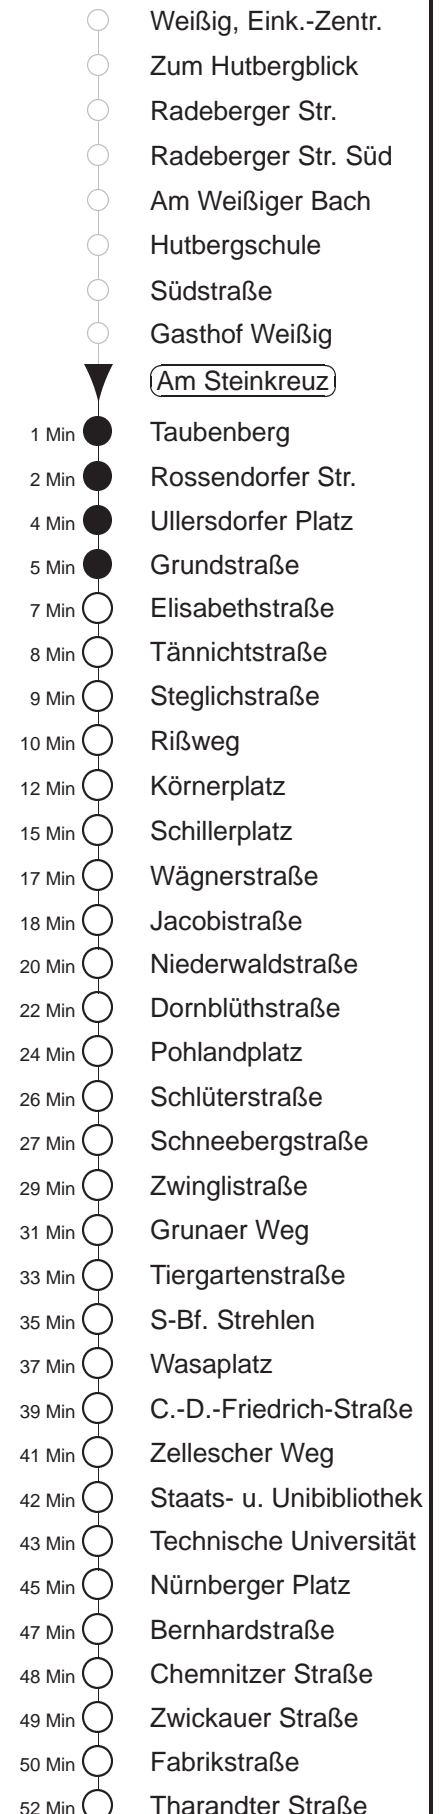 Weißig, Eink.-Zentr.
Zum Hutbergblick
Radeberger Str.
Radeberger Str. Süd
Am Weißiger Bach
Hutbergschule
Südstraße
Gasthof Weißig
Am Steinkreuz
1 Min Taubenberg
2 Min Rossendorfer Str.
4 Min Ullersdorfer Platz
5 Min Grundstraße
7 Min Elisabethstraße
8 Min Tännichtstraße
9 Min Steglichstraße
10 Min Rißweg
12 Min Körnerplatz
15 Min Schillerplatz
17 Min Wägnerstraße
18 Min Jacobistraße
20 Min Niederwaldstraße
22 Min Dornblüthstraße
24 Min Pohlandplatz
26 Min Schlüterstraße
27 Min Schneebergstraße
29 Min Zwinglistraße
31 Min Grunaer Weg
33 Min Tiergartenstraße
35 Min S-Bf. Strehlen
37 Min Wasaplatz
39 Min C.-D.-Friedrich-Straße
41 Min Zellescher Weg
42 Min Staats- u. Unibibliothek
43 Min Technische Universität
45 Min Nürnberger Platz
47 Min Bernhardstraße
48 Min Chemnitzer Straße
49 Min Zwickauer Straße
50 Min Fabrikstraße
52 Min Tharandter Straße